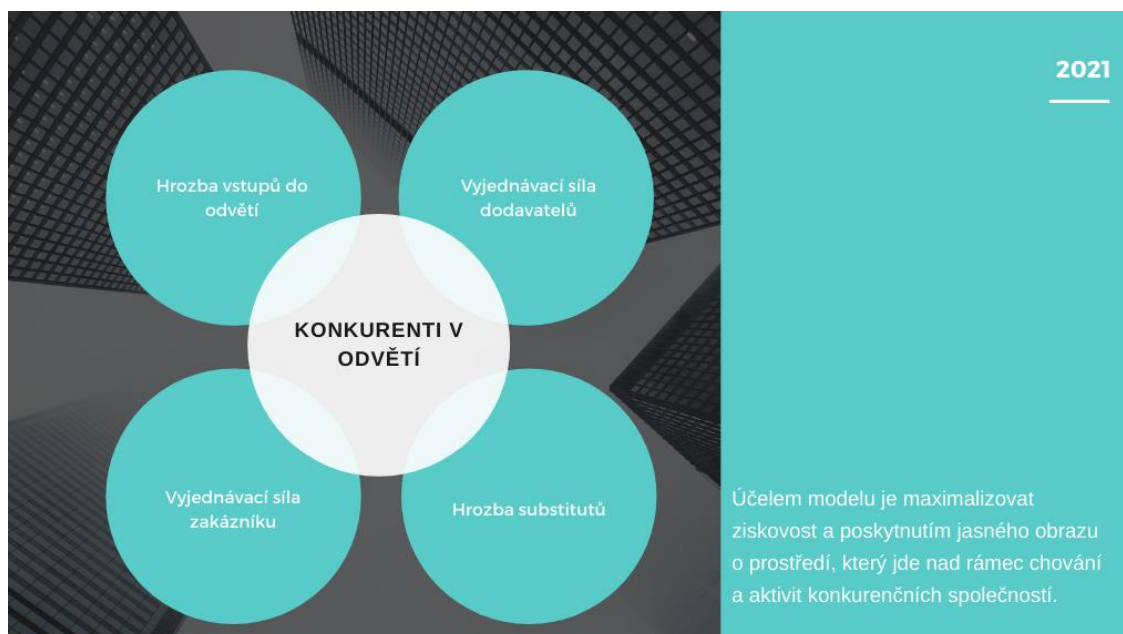 2021
Hrozba vstupů do
odvětí
Vyjednávací síla
dodavatelů
KONKURENTI V
ODVĚTÍ
Vyjednávací síla
zakázníku
Hrozba substitutů
Účelem modelu je maximalizovat
ziskovost a poskytnutím jasného obrazu
o prostředí, který jde nad rámec chování
a aktivit konkurenčních společností.